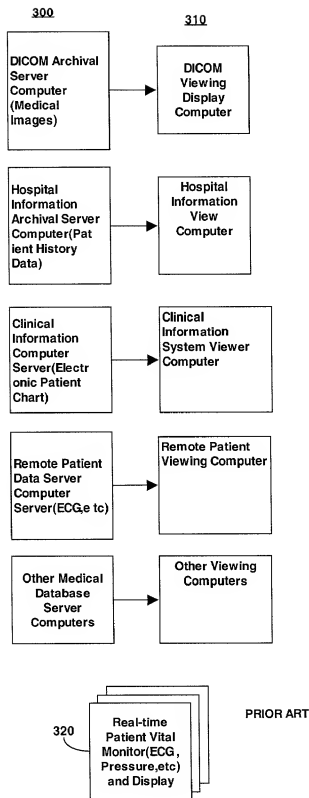 300
310
DICOM Archival
Server
Computer
(Medical
Images)
DICOM
Viewing
Display
Computer
Hospital
Information
Archival Server
Computer(Pat
ient History
Data)
Hospital
Information
View
Computer
Clinical
Information
Computer
Server(Electr
onic Patient
Chart)
Clinical
Information
System Viewer
Computer
Remote Patient
Data Server
Computer
Server(ECG,e tc)
Remote Patient
Viewing Computer
Other Medical
Database
Server
Computers
Other Viewing
Computers
320
Real-time
Patient Vital
Monitor(ECG ,
Pressure,etc)
and Display
PRIOR ART